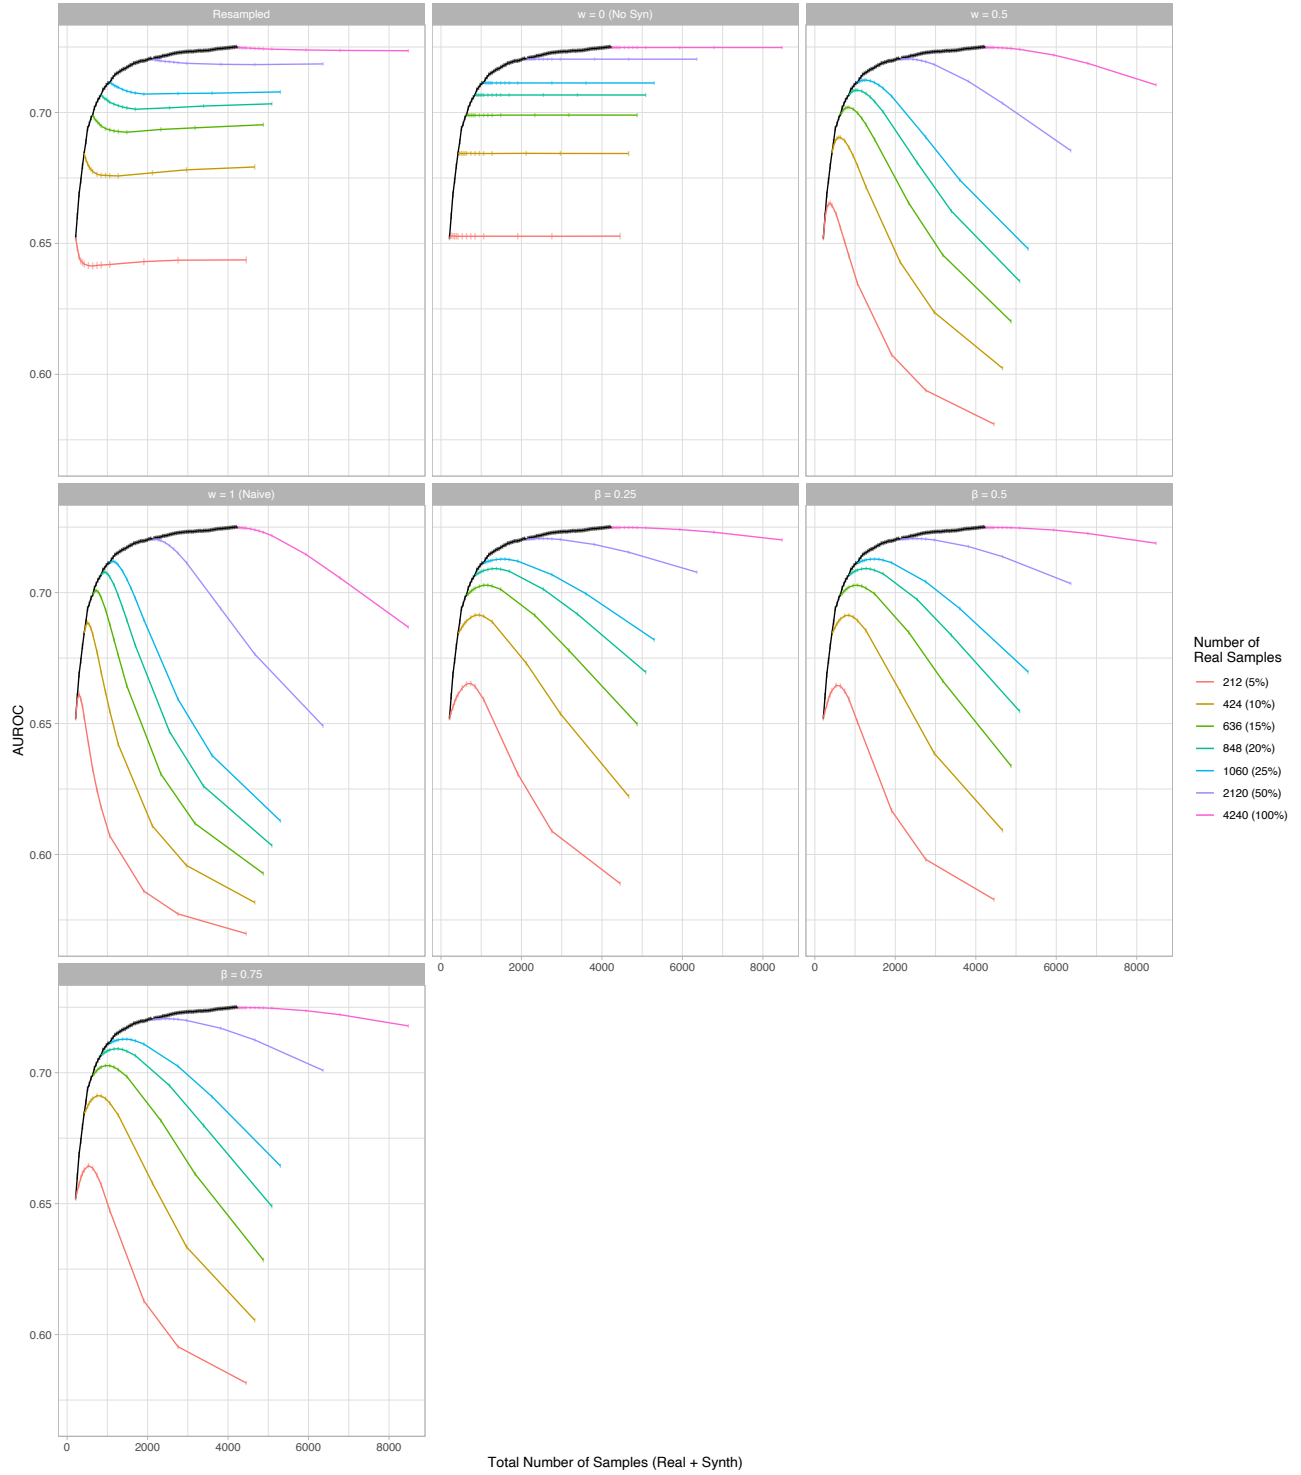 Resampled
w = 0 (No Syn)
w = 0.5
0.70
0.65
0.60
w = 1 (Naive)
β = 0.25
β = 0.5
0.70
0.65
0.60
0 2000 4000 6000 8000
0 2000 4000 6000 8000
β = 0.75
0.70
0.65
0.60
0 2000 4000 6000 8000
AUROC
Total Number of Samples (Real + Synth)
Number of
Real Samples
212 (5%)
424 (10%)
636 (15%)
848 (20%)
1060 (25%)
2120 (50%)
4240 (100%)